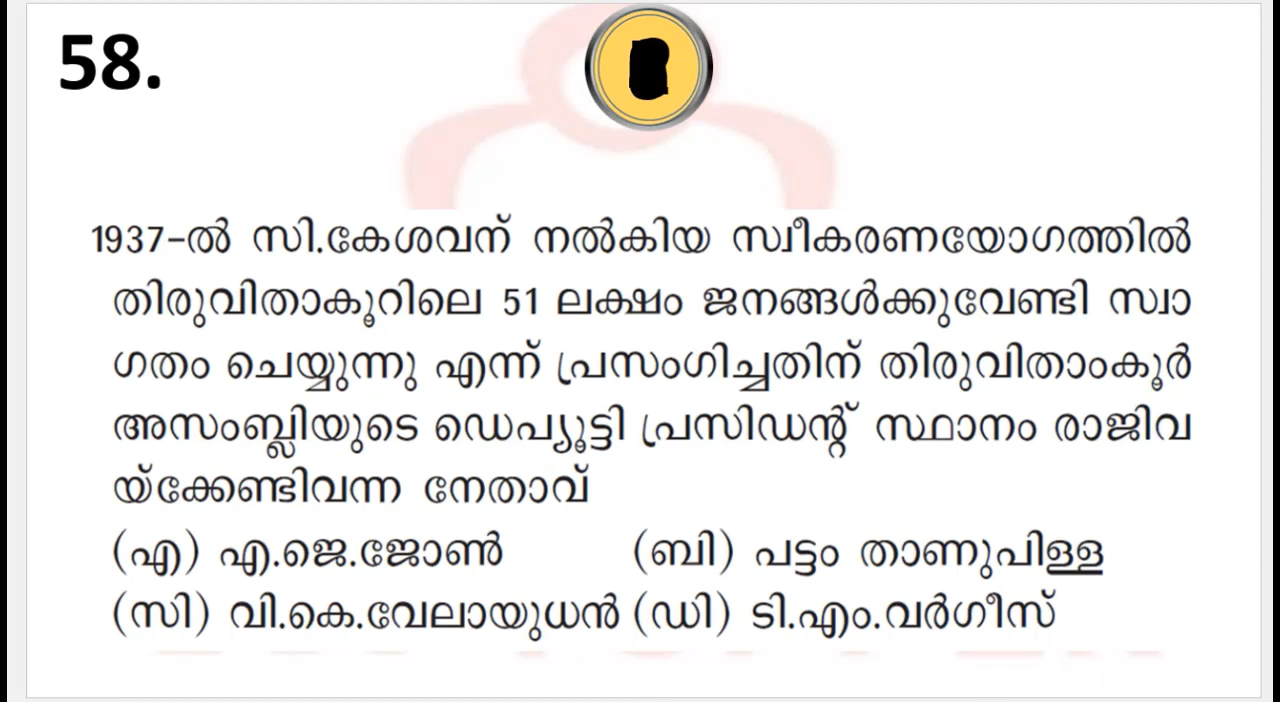 58.
1937-ൽ സി.കേശവന് നൽകിയ സ്വീകരണയോഗത്തിൽ
തിരുവിതാകൂറിലെ 51 ലക്ഷം ജനങ്ങൾക്കുവേണ്ടി സ്വാ
ഗതം ചെയ്യുന്നു എന്ന് പ്രസംഗിച്ചതിന് തിരുവിതാംകൂർ
അസംബ്ലിയുടെ ഡെപ്യൂട്ടി പ്രസിഡന്റ് സ്ഥാനം രാജിവ
യ്ക്കേണ്ടിവന്ന നേതാവ്
(എ) എ.ജെ.ജോൺ (ബി) പട്ടം താണുപിള്ള
(സി) വി.കെ.വേലായുധൻ (ഡി) ടി.എം.വർഗീസ്